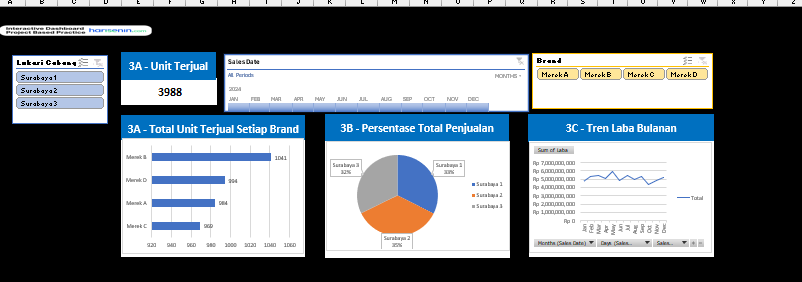 A B C D E F G H I J K L M N O P Q R S T U V W X Y Z
Interactive Dashboard
Project Based Practice
hansenin.com
Lokasi Cabang
Surabaya 1
Surabaya 2
Surabaya 3
3A - Unit Terjual
3988
Sales Date
All Periods
MONTHS
2024
JAN FEB MAR APR MAY JUN JUL AUG SEP OCT NOV DEC
Brand
Merek A Merek B Merek C Merek D
3A - Total Unit Terjual Setiap Brand
Merek B 1041
Merek D 994
Merek A 984
Merek C 969
920 940 960 980 1000 1020 1040 1060
3B - Persentase Total Penjualan
Surabaya 3
32%
Surabaya 1
33%
Surabaya 2
35%
Surabaya 1
Surabaya 2
Surabaya 3
3C - Tren Laba Bulanan
Sum of Laba
Rp 7,000,000,000
Rp 6,000,000,000
Rp 5,000,000,000
Rp 4,000,000,000
Rp 3,000,000,000
Rp 2,000,000,000
Rp 1,000,000,000
Rp 0
Jan Feb Mar Apr May Jun Jul Aug Sep Oct Nov Dec
Total
Months (Sales Date) Days (Sales... Sales...